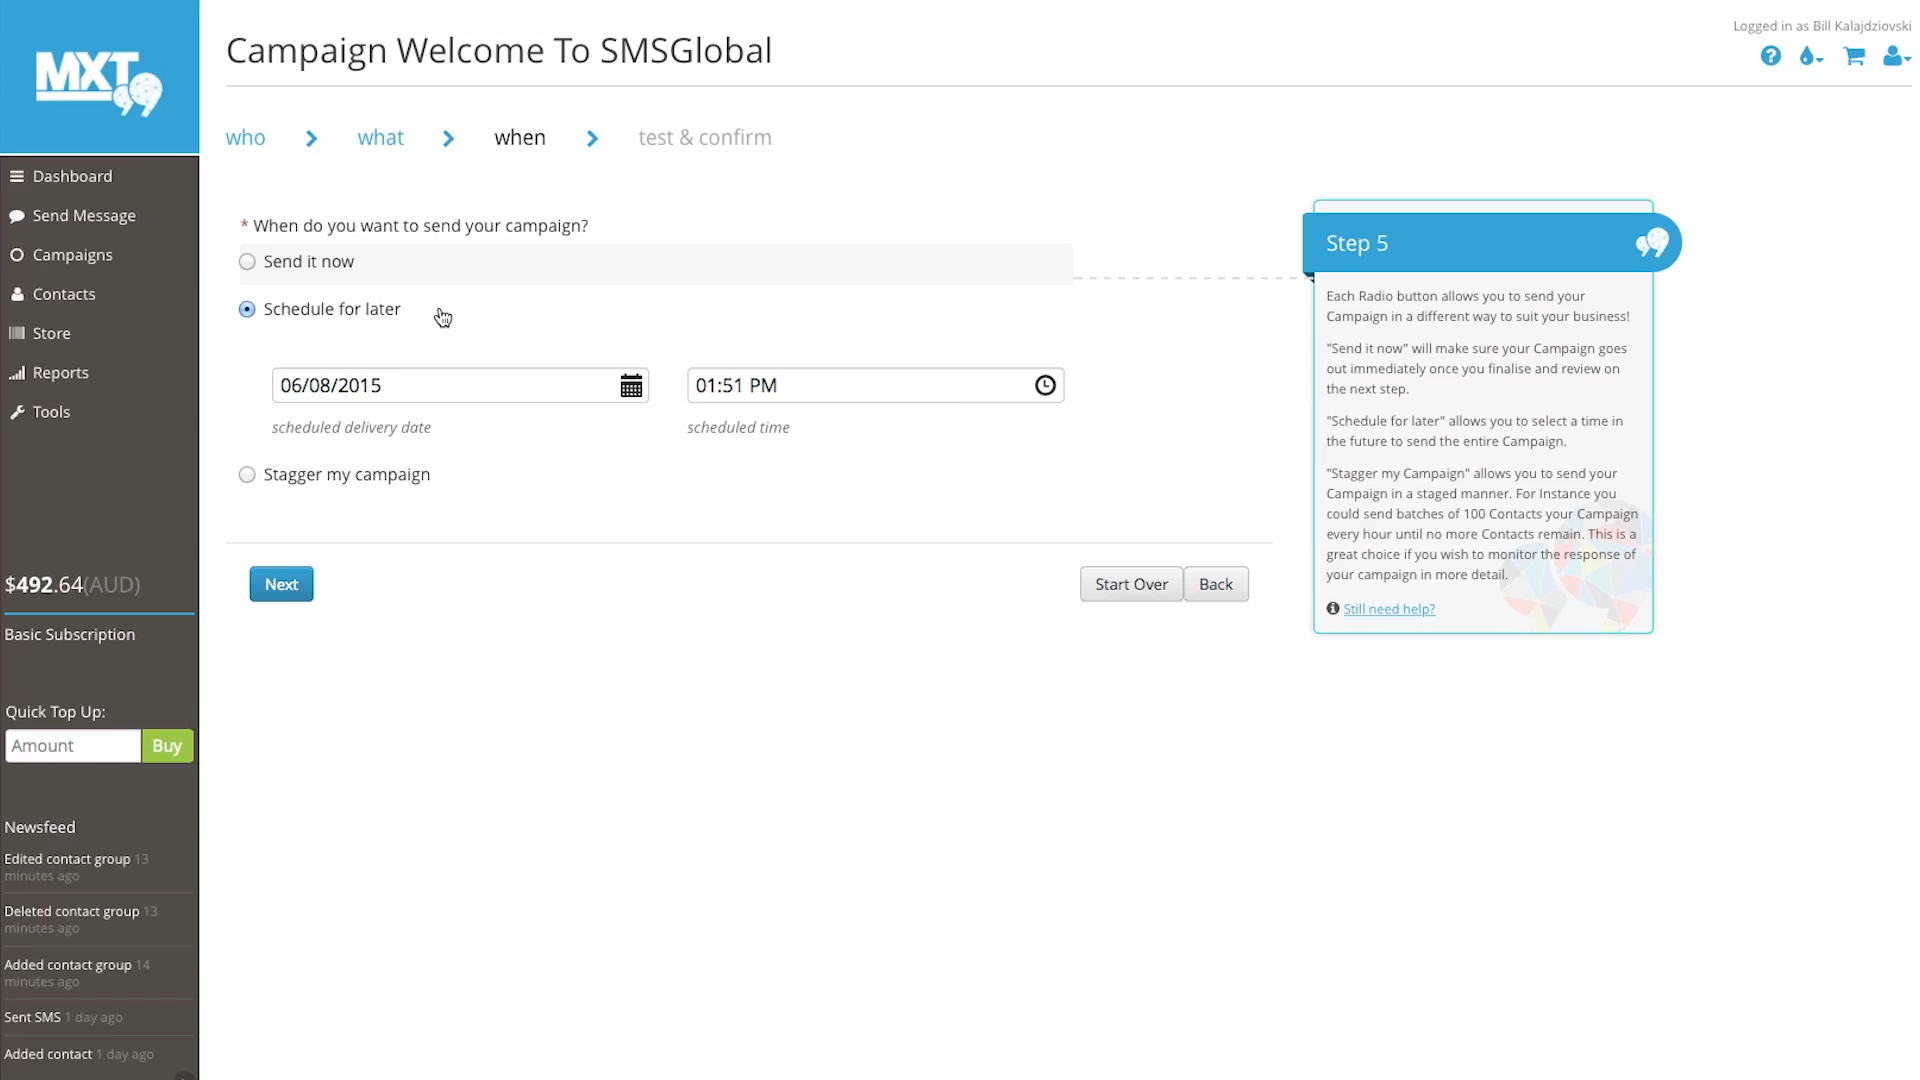 MXT
Logged in as Bill Kalajdziovski
Campaign Welcome To SMSGlobal
who
what
when
test & confirm
Dashboard
Send Message
Campaigns
Contacts
Store
Reports
Tools
$492.64(AUD)
Basic Subscription
Quick Top Up:
Amount
Buy
Newsfeed
Edited contact group 13
minutes ago
Deleted contact group 13
minutes ago
Added contact group 14
minutes ago
Sent SMS 1 day ago
Added contact 1 day ago
* When do you want to send your campaign?
Send it now
Schedule for later
06/08/2015
01:51 PM
scheduled delivery date
scheduled time
Stagger my campaign
Next
Start Over
Back
Step 5
Each Radio button allows you to send your
Campaign in a different way to suit your business!
"Send it now" will make sure your Campaign goes
out immediately once you finalise and review on
the next step.
"Schedule for later" allows you to select a time in
the future to send the entire Campaign.
"Stagger my Campaign" allows you to send your
Campaign in a staged manner. For Instance you
could send batches of 100 Contacts your Campaign
every hour until no more Contacts remain. This is a
great choice if you wish to monitor the response of
your campaign in more detail.
Still need help?